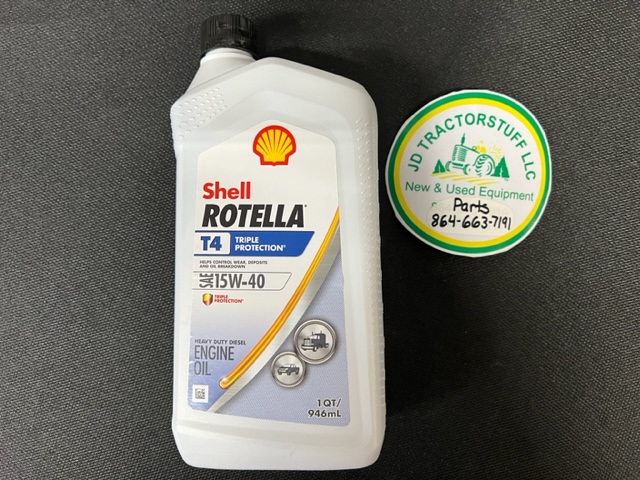 Shell
ROTELLA®
T4 TRIPLE PROTECTION®
HELPS CONTROL WEAR, DEPOSITS
AND OIL BREAKDOWN
SAE 15W-40
TRIPLE
PROTECTION®
HEAVY DUTY DIESEL
ENGINE
OIL
1 QT/
946mL
JD TRACTORSTUFF LLC
New & Used Equipment
Parts
864-663-7191